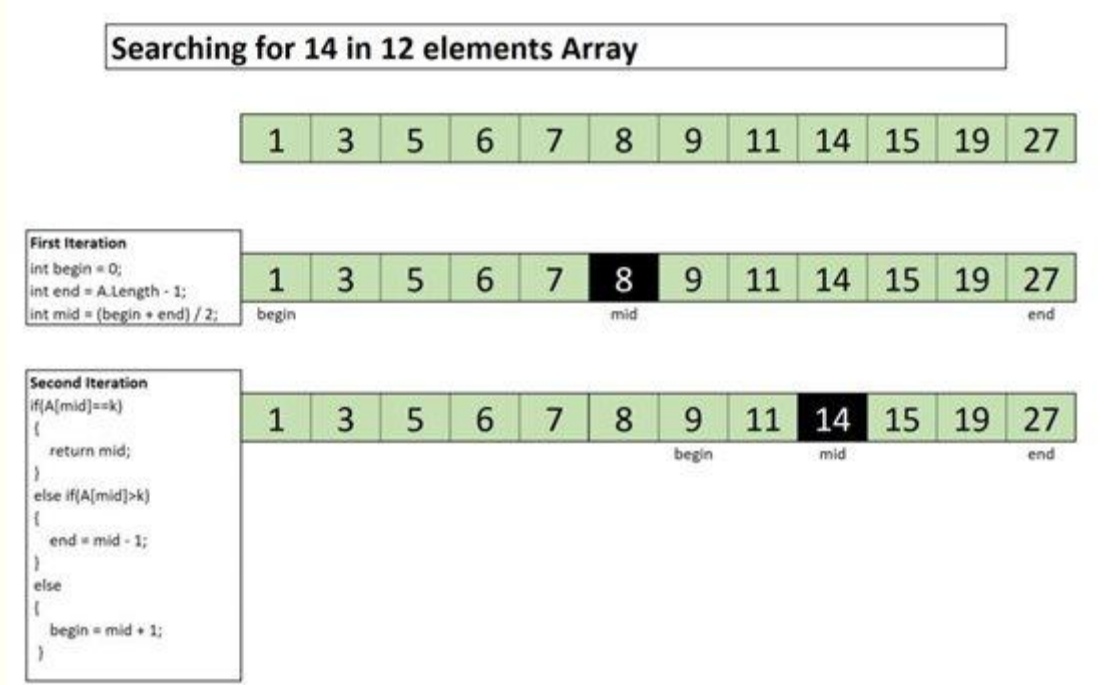 Searching for 14 in 12 elements Array
1 3 5 6 7 8 9 11 14 15 19 27
First Iteration
int begin = 0;
int end = A.Length - 1;
int mid = (begin + end) / 2;
1 3 5 6 7 8 9 11 14 15 19 27
begin mid end
Second Iteration
if(A[mid]==k)
{
return mid;
}
else if(A[mid]>k)
{
end = mid - 1;
}
else
{
begin = mid + 1;
}
1 3 5 6 7 8 9 11 14 15 19 27
begin mid end